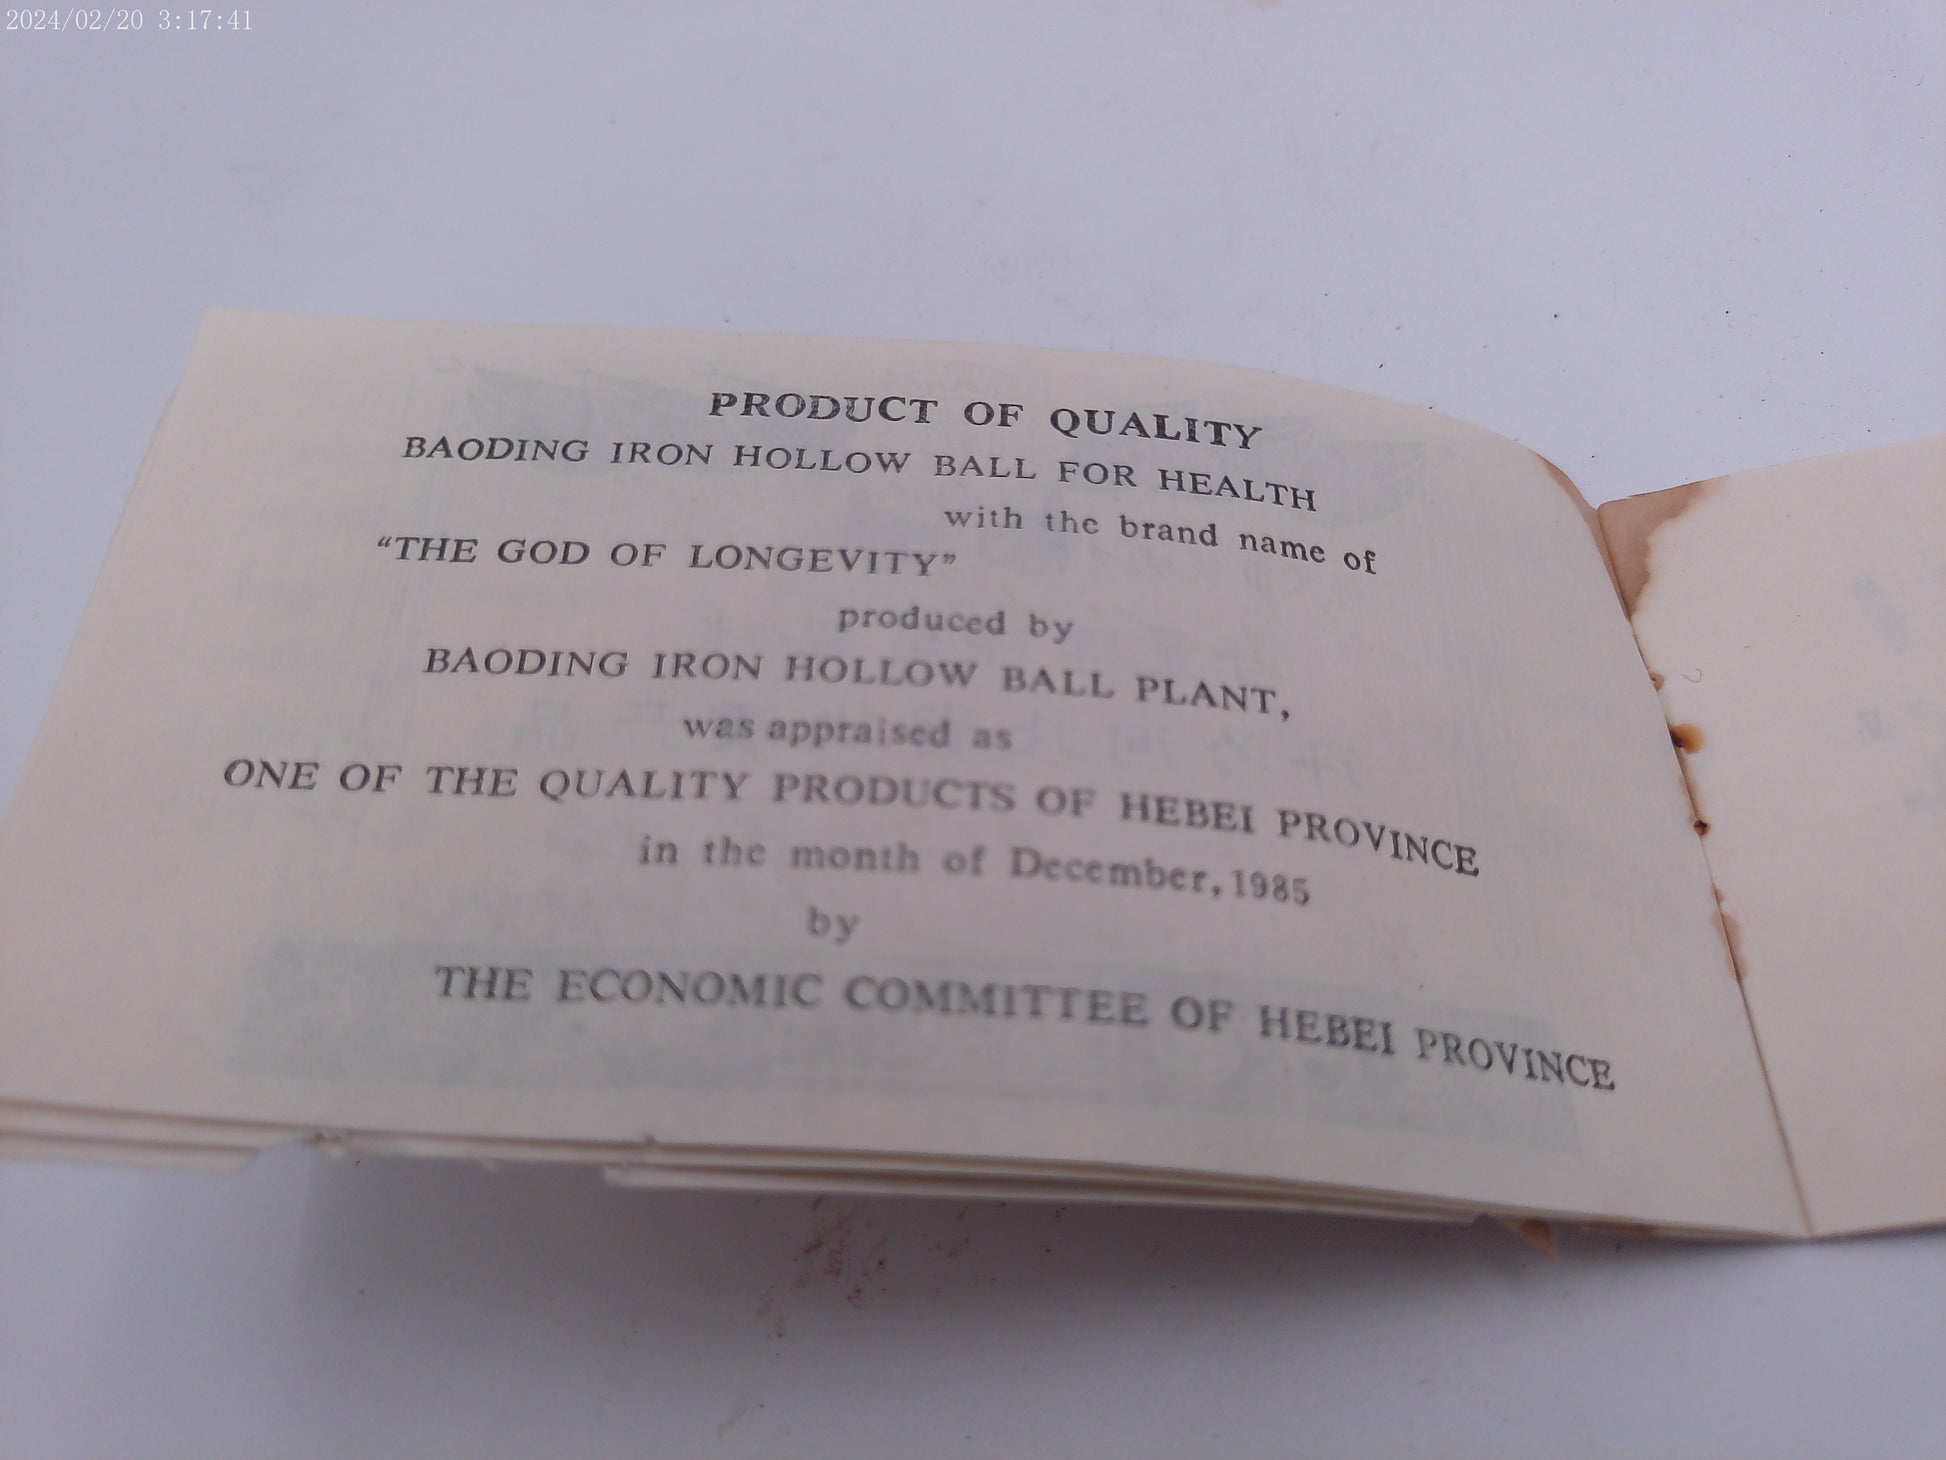 2024/02/20 3:17:41
PRODUCT OF QUALITY
BAODING IRON HOLLOW BALL FOR HEALTH
with the brand name of
“THE GOD OF LONGEVITY”
produced by
BAODING IRON HOLLOW BALL PLANT,
was appraised as
ONE OF THE QUALITY PRODUCTS OF HEBEI PROVINCE
in the month of December, 1985
by
THE ECONOMIC COMMITTEE OF HEBEI PROVINCE